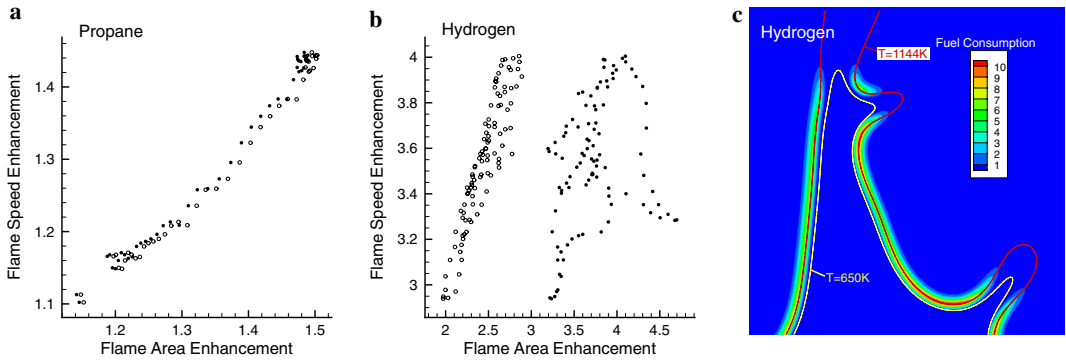 a
Propane
Flame Speed Enhancement
1.4
1.3
1.2
1.1
1.2
1.3
1.4
1.5
Flame Area Enhancement
b
Hydrogen
Flame Speed Enhancement
4
3.8
3.6
3.4
3.2
3
2
2.5
3
3.5
4
4.5
Flame Area Enhancement
c
Hydrogen
T=1144K
Fuel Consumption
10
9
8
7
6
5
4
3
2
1
T=650K